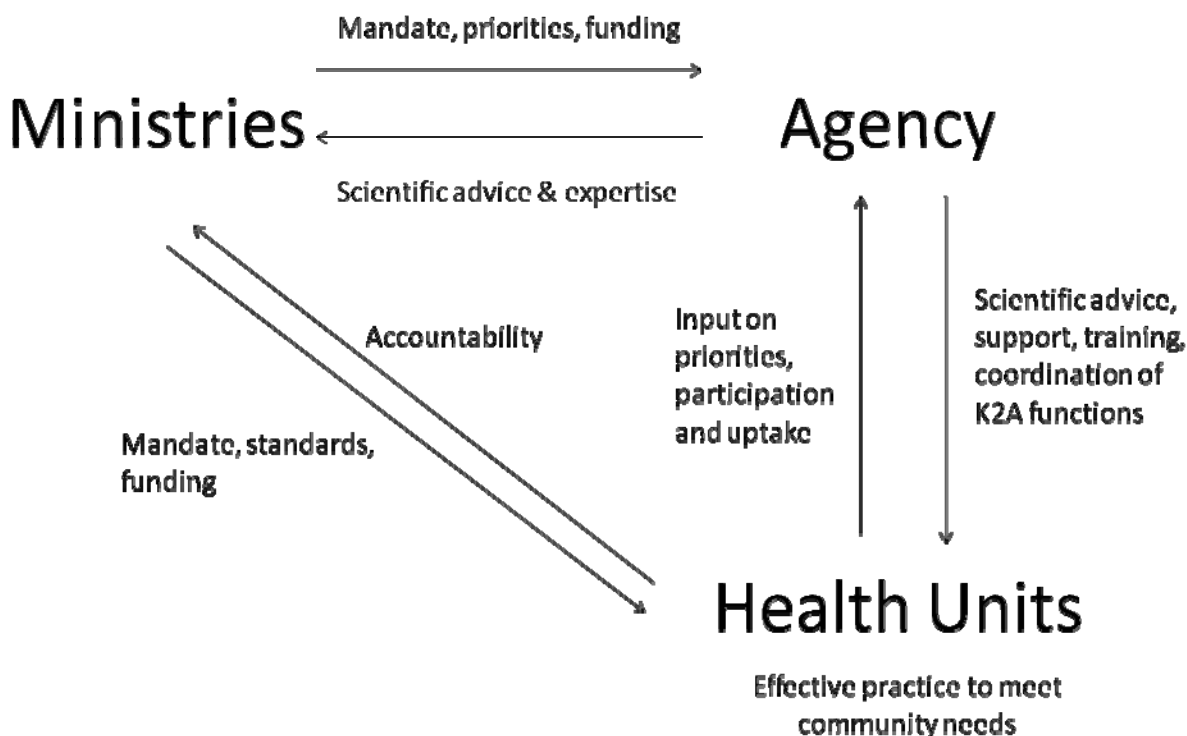 Mandate, priorities, funding
Ministries
Agency
Scientific advice & expertise
Accountability
Mandate, standards,
funding
Input on
priorities,
participation
and uptake
Scientific advice,
support, training,
coordination of
K2A functions
Health Units
Effective practice to meet
community needs